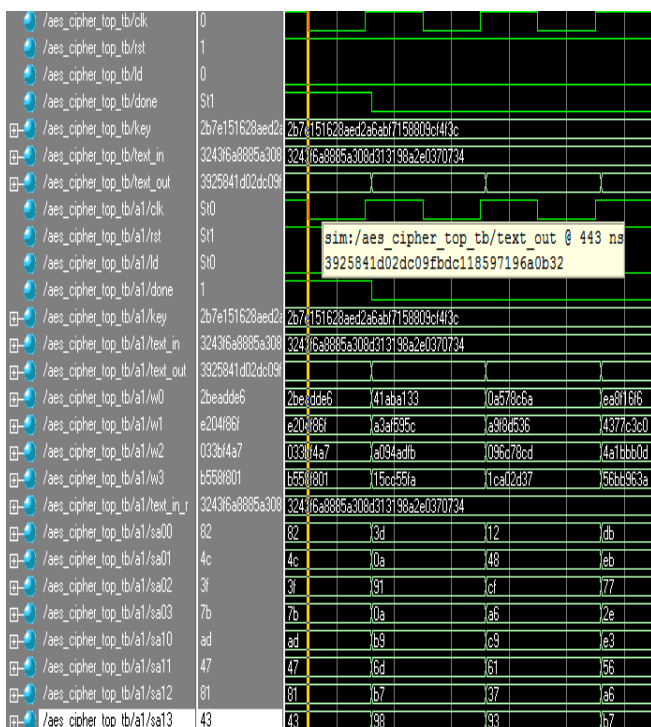 /aes_cipher_top_tb/clk 0
/aes_cipher_top_tb/rst 1
/aes_cipher_top_tb/ld 0
/aes_cipher_top_tb/done St1
/aes_cipher_top_tb/key 2b7e151628aed2a 2b7e151628aed2a6abf7158809cf4f3c
/aes_cipher_top_tb/text_in 3243f6a8885a308 3243f6a8885a308d313198a2e0370734
/aes_cipher_top_tb/text_out 3925841d02dc09f
/aes_cipher_top_tb/a1/clk St0
/aes_cipher_top_tb/a1/rst St1
sim:/aes_cipher_top_tb/text_out @ 443 ns
/aes_cipher_top_tb/a1/ld St0
3925841d02dc09fbdc118597196a0b32
/aes_cipher_top_tb/a1/done 1
/aes_cipher_top_tb/a1/key 2b7e151628aed2a 2b7e151628aed2a6abf7158809cf4f3c
/aes_cipher_top_tb/a1/text_in 3243f6a8885a308 3243f6a8885a308d313198a2e0370734
/aes_cipher_top_tb/a1/text_out 3925841d02dc09f
/aes_cipher_top_tb/a1/w0 2beadde6 2beadde6 41aba133 0a578c6a ea8f16f6
/aes_cipher_top_tb/a1/w1 e204f86f e204f86f a3af595c a9f8d536 4377c3c0
/aes_cipher_top_tb/a1/w2 033bf4a7 033bf4a7 a094adfb 096c78cd 4a1bbb0d
/aes_cipher_top_tb/a1/w3 b558f801 b558f801 15cc55fa 1ca02d37 56bb963a
/aes_cipher_top_tb/a1/text_in_r 3243f6a8885a308 3243f6a8885a308d313198a2e0370734
/aes_cipher_top_tb/a1/sa00 82 82 3d 12 db
/aes_cipher_top_tb/a1/sa01 4c 4c 0a 48 eb
/aes_cipher_top_tb/a1/sa02 3f 3f 91 cf 77
/aes_cipher_top_tb/a1/sa03 7b 7b 0a a6 2e
/aes_cipher_top_tb/a1/sa10 ad ad b9 c9 e3
/aes_cipher_top_tb/a1/sa11 47 47 6d 61 56
/aes_cipher_top_tb/a1/sa12 81 81 b7 37 a6
/aes_cipher_top_tb/a1/sa13 43 43 98 93 b7